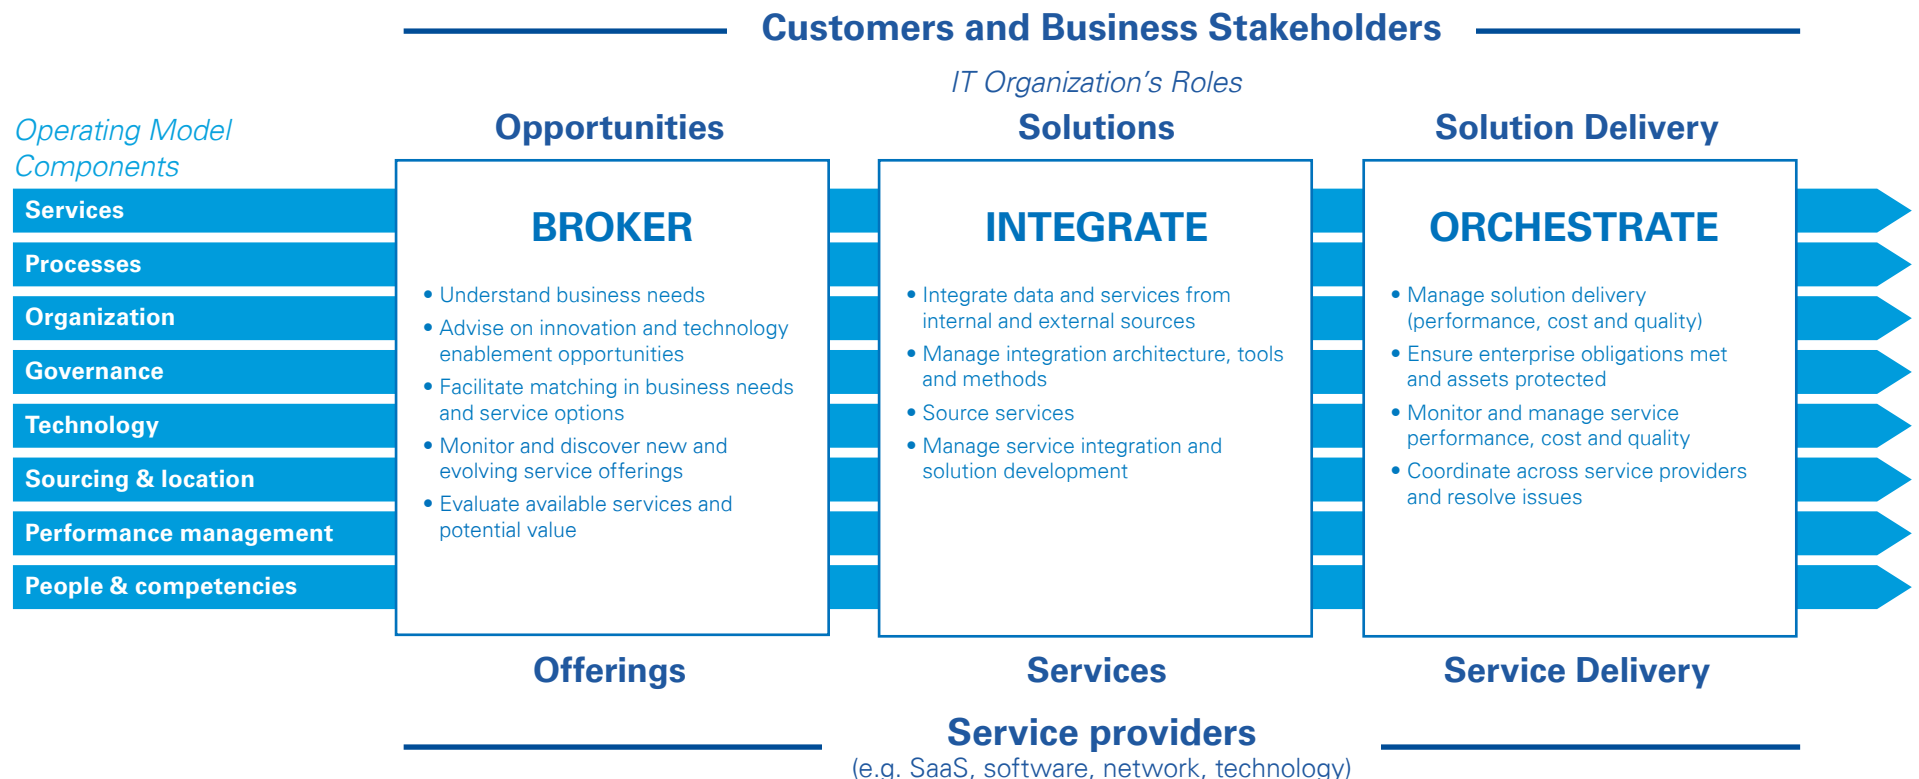 Customers and Business Stakeholders
IT Organization's Roles
Operating Model
Components
Opportunities
Solutions
Solution Delivery
Services
Processes
Organization
Governance
Technology
Sourcing & location
Performance management
People & competencies
BROKER
• Understand business needs
• Advise on innovation and technology
enablement opportunities
• Facilitate matching in business needs
and service options
• Monitor and discover new and
evolving service offerings
• Evaluate available services and
potential value
INTEGRATE
• Integrate data and services from
internal and external sources
• Manage integration architecture, tools
and methods
• Source services
• Manage service integration and
solution development
ORCHESTRATE
• Manage solution delivery
(performance, cost and quality)
• Ensure enterprise obligations met
and assets protected
• Monitor and manage service
performance, cost and quality
• Coordinate across service providers
and resolve issues
Offerings
Services
Service Delivery
Service providers
(e.g. SaaS, software, network, technology)